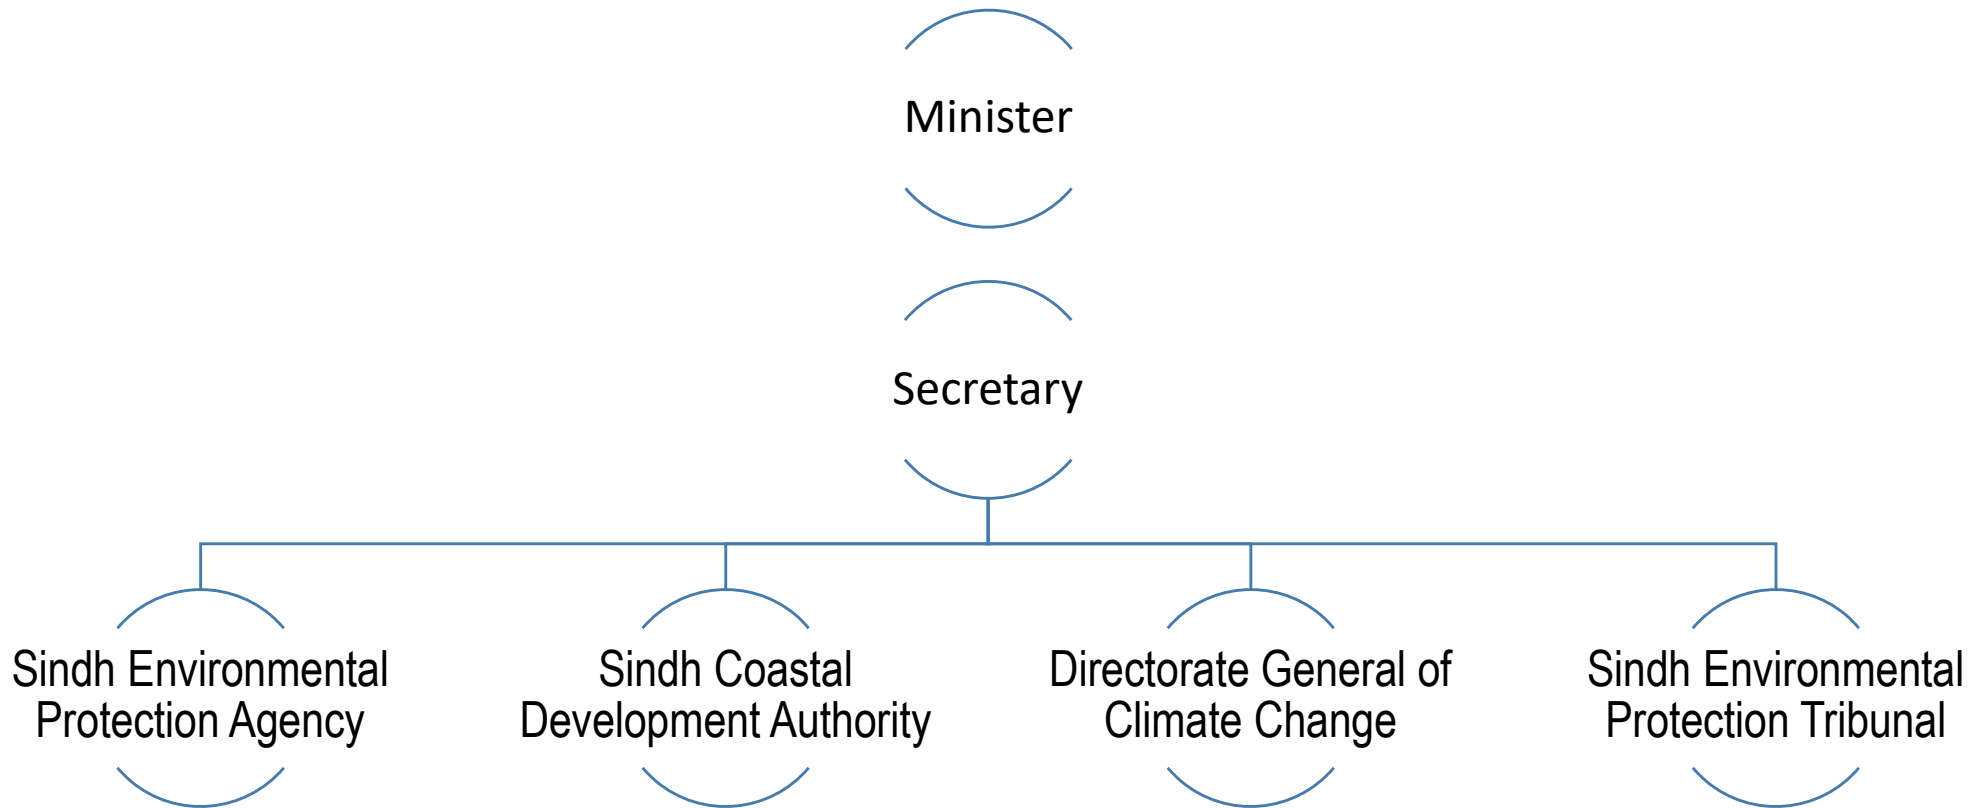 Minister
Secretary
Sindh Environmental
Protection Agency
Sindh Coastal
Development Authority
Directorate General of
Climate Change
Sindh Environmental
Protection Tribunal